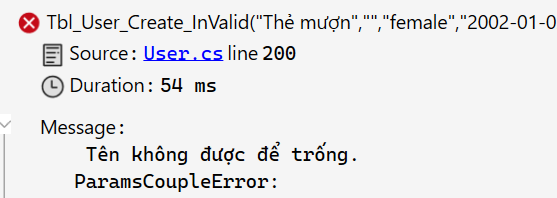 Tbl_User_Create_InValid("Thẻ mượn","","female","2002-01-0
Source: User.cs line 200
Duration: 54 ms
Message:
Tên không được để trống.
ParamsCoupleError: